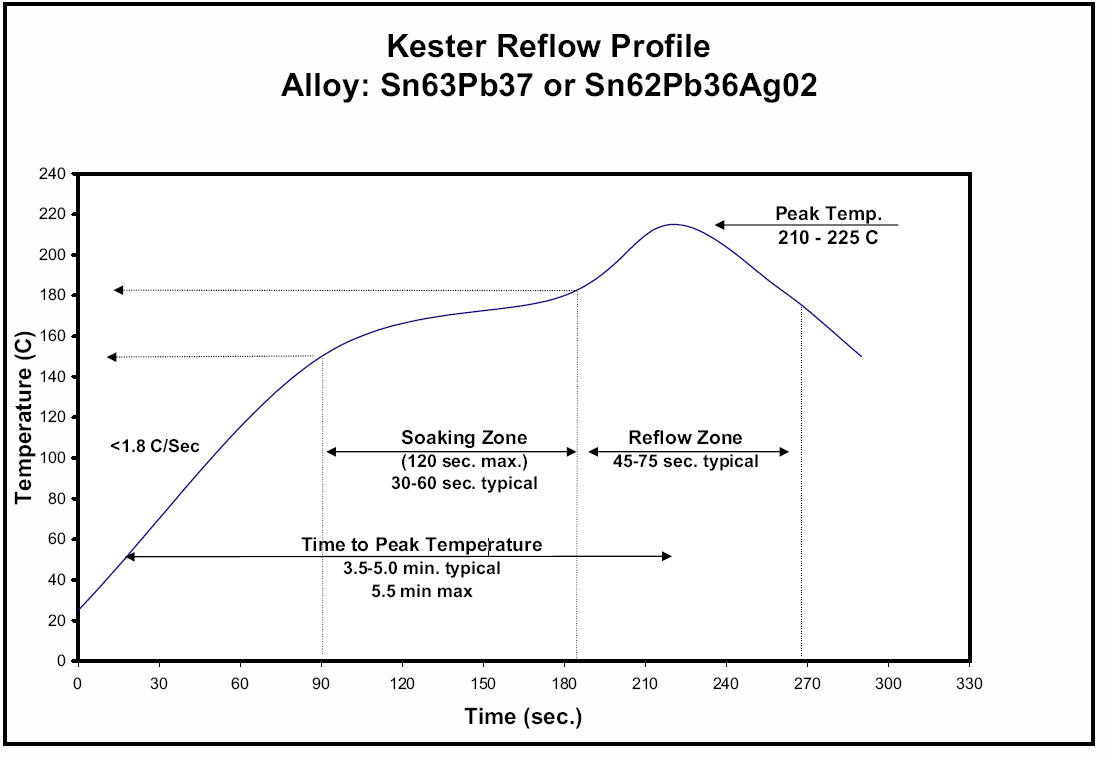 Kester Reflow Profile
Alloy: Sn63Pb37 or Sn62Pb36Ag02
240
220
200
180
160
140
120
100
80
60
40
20
0
Temperature (C)
Peak Temp.
210 - 225 C
<1.8 C/Sec
Soaking Zone
(120 sec. max.)
30-60 sec. typical
Reflow Zone
45-75 sec. typical
Time to Peak Temperature
3.5-5.0 min. typical
5.5 min max
0 30 60 90 120 150 180 210 240 270 300 330
Time (sec.)